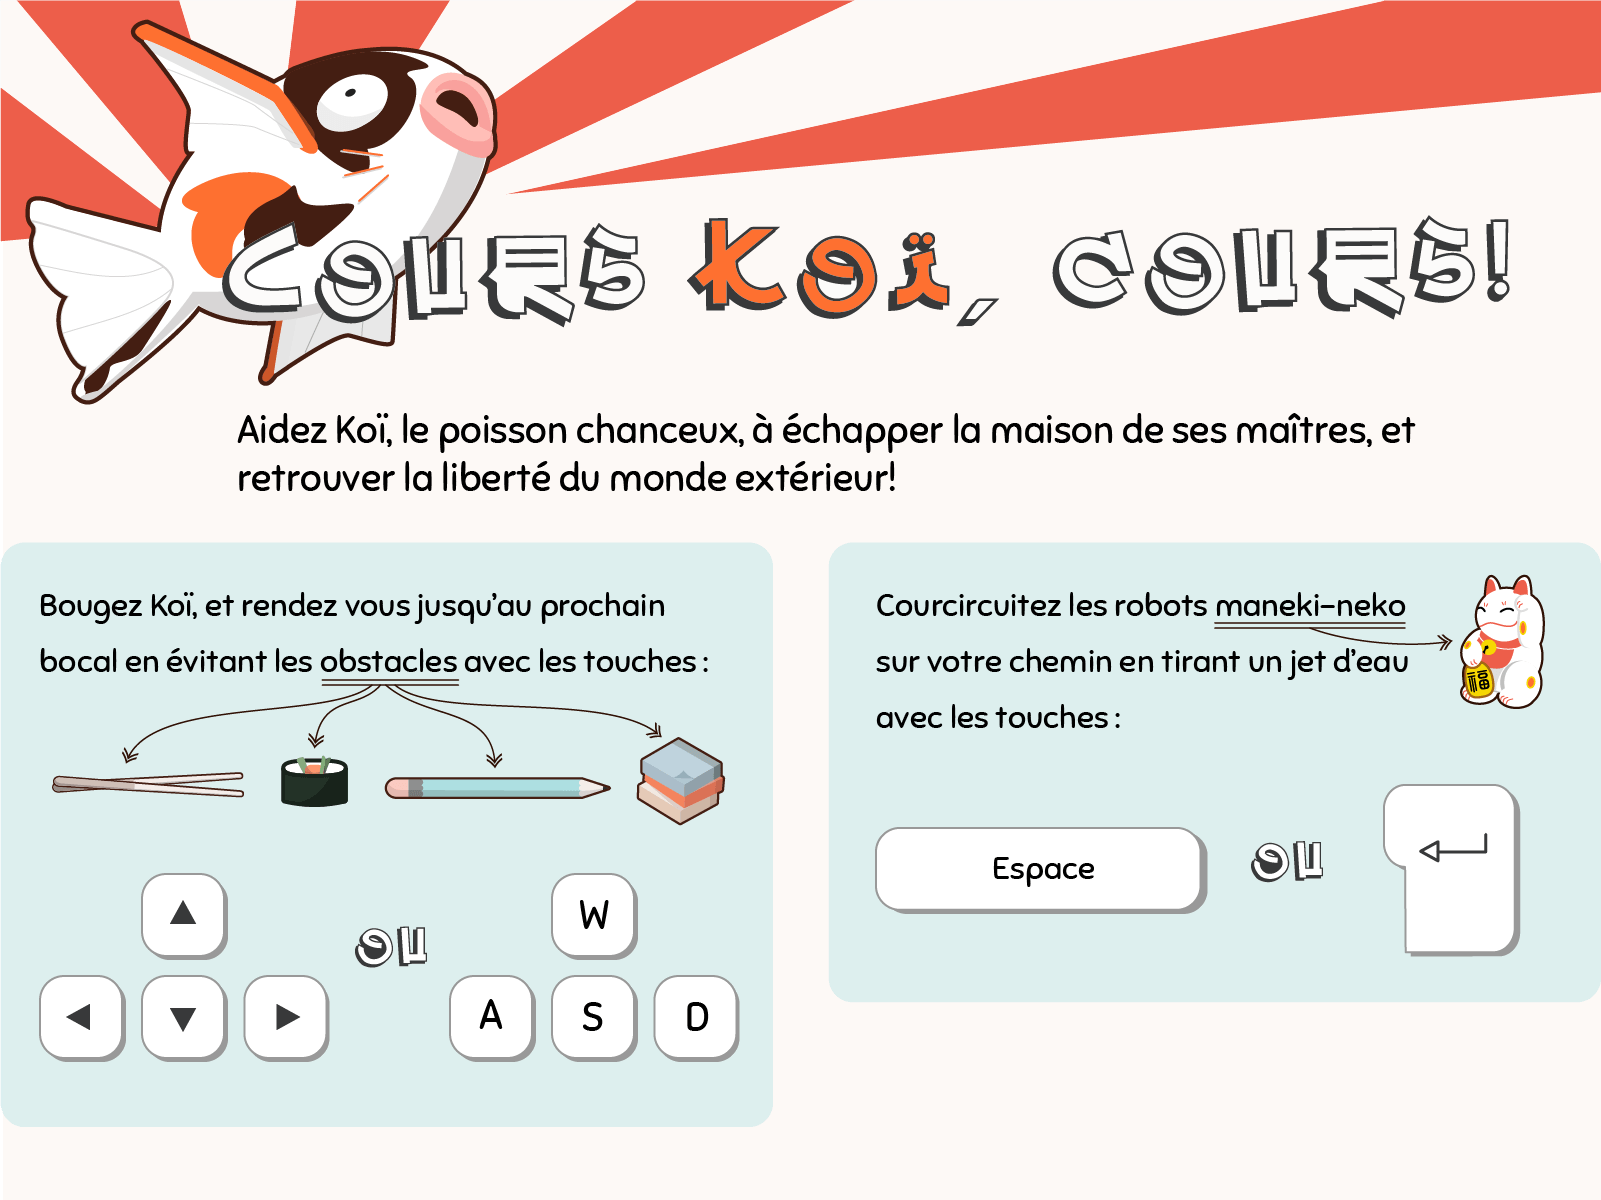 Cours Koï, cours!
Aidez Koï, le poisson chanceux, à échapper la maison de ses maîtres, et
retrouver la liberté du monde extérieur!
Bougez Koï, et rendez vous jusqu'au prochain
bocal en évitant les obstacles avec les touches :
ou
W
A S D
Courcircuitez les robots maneki-neko
sur votre chemin en tirant un jet d'eau
avec les touches :
福
Espace ou